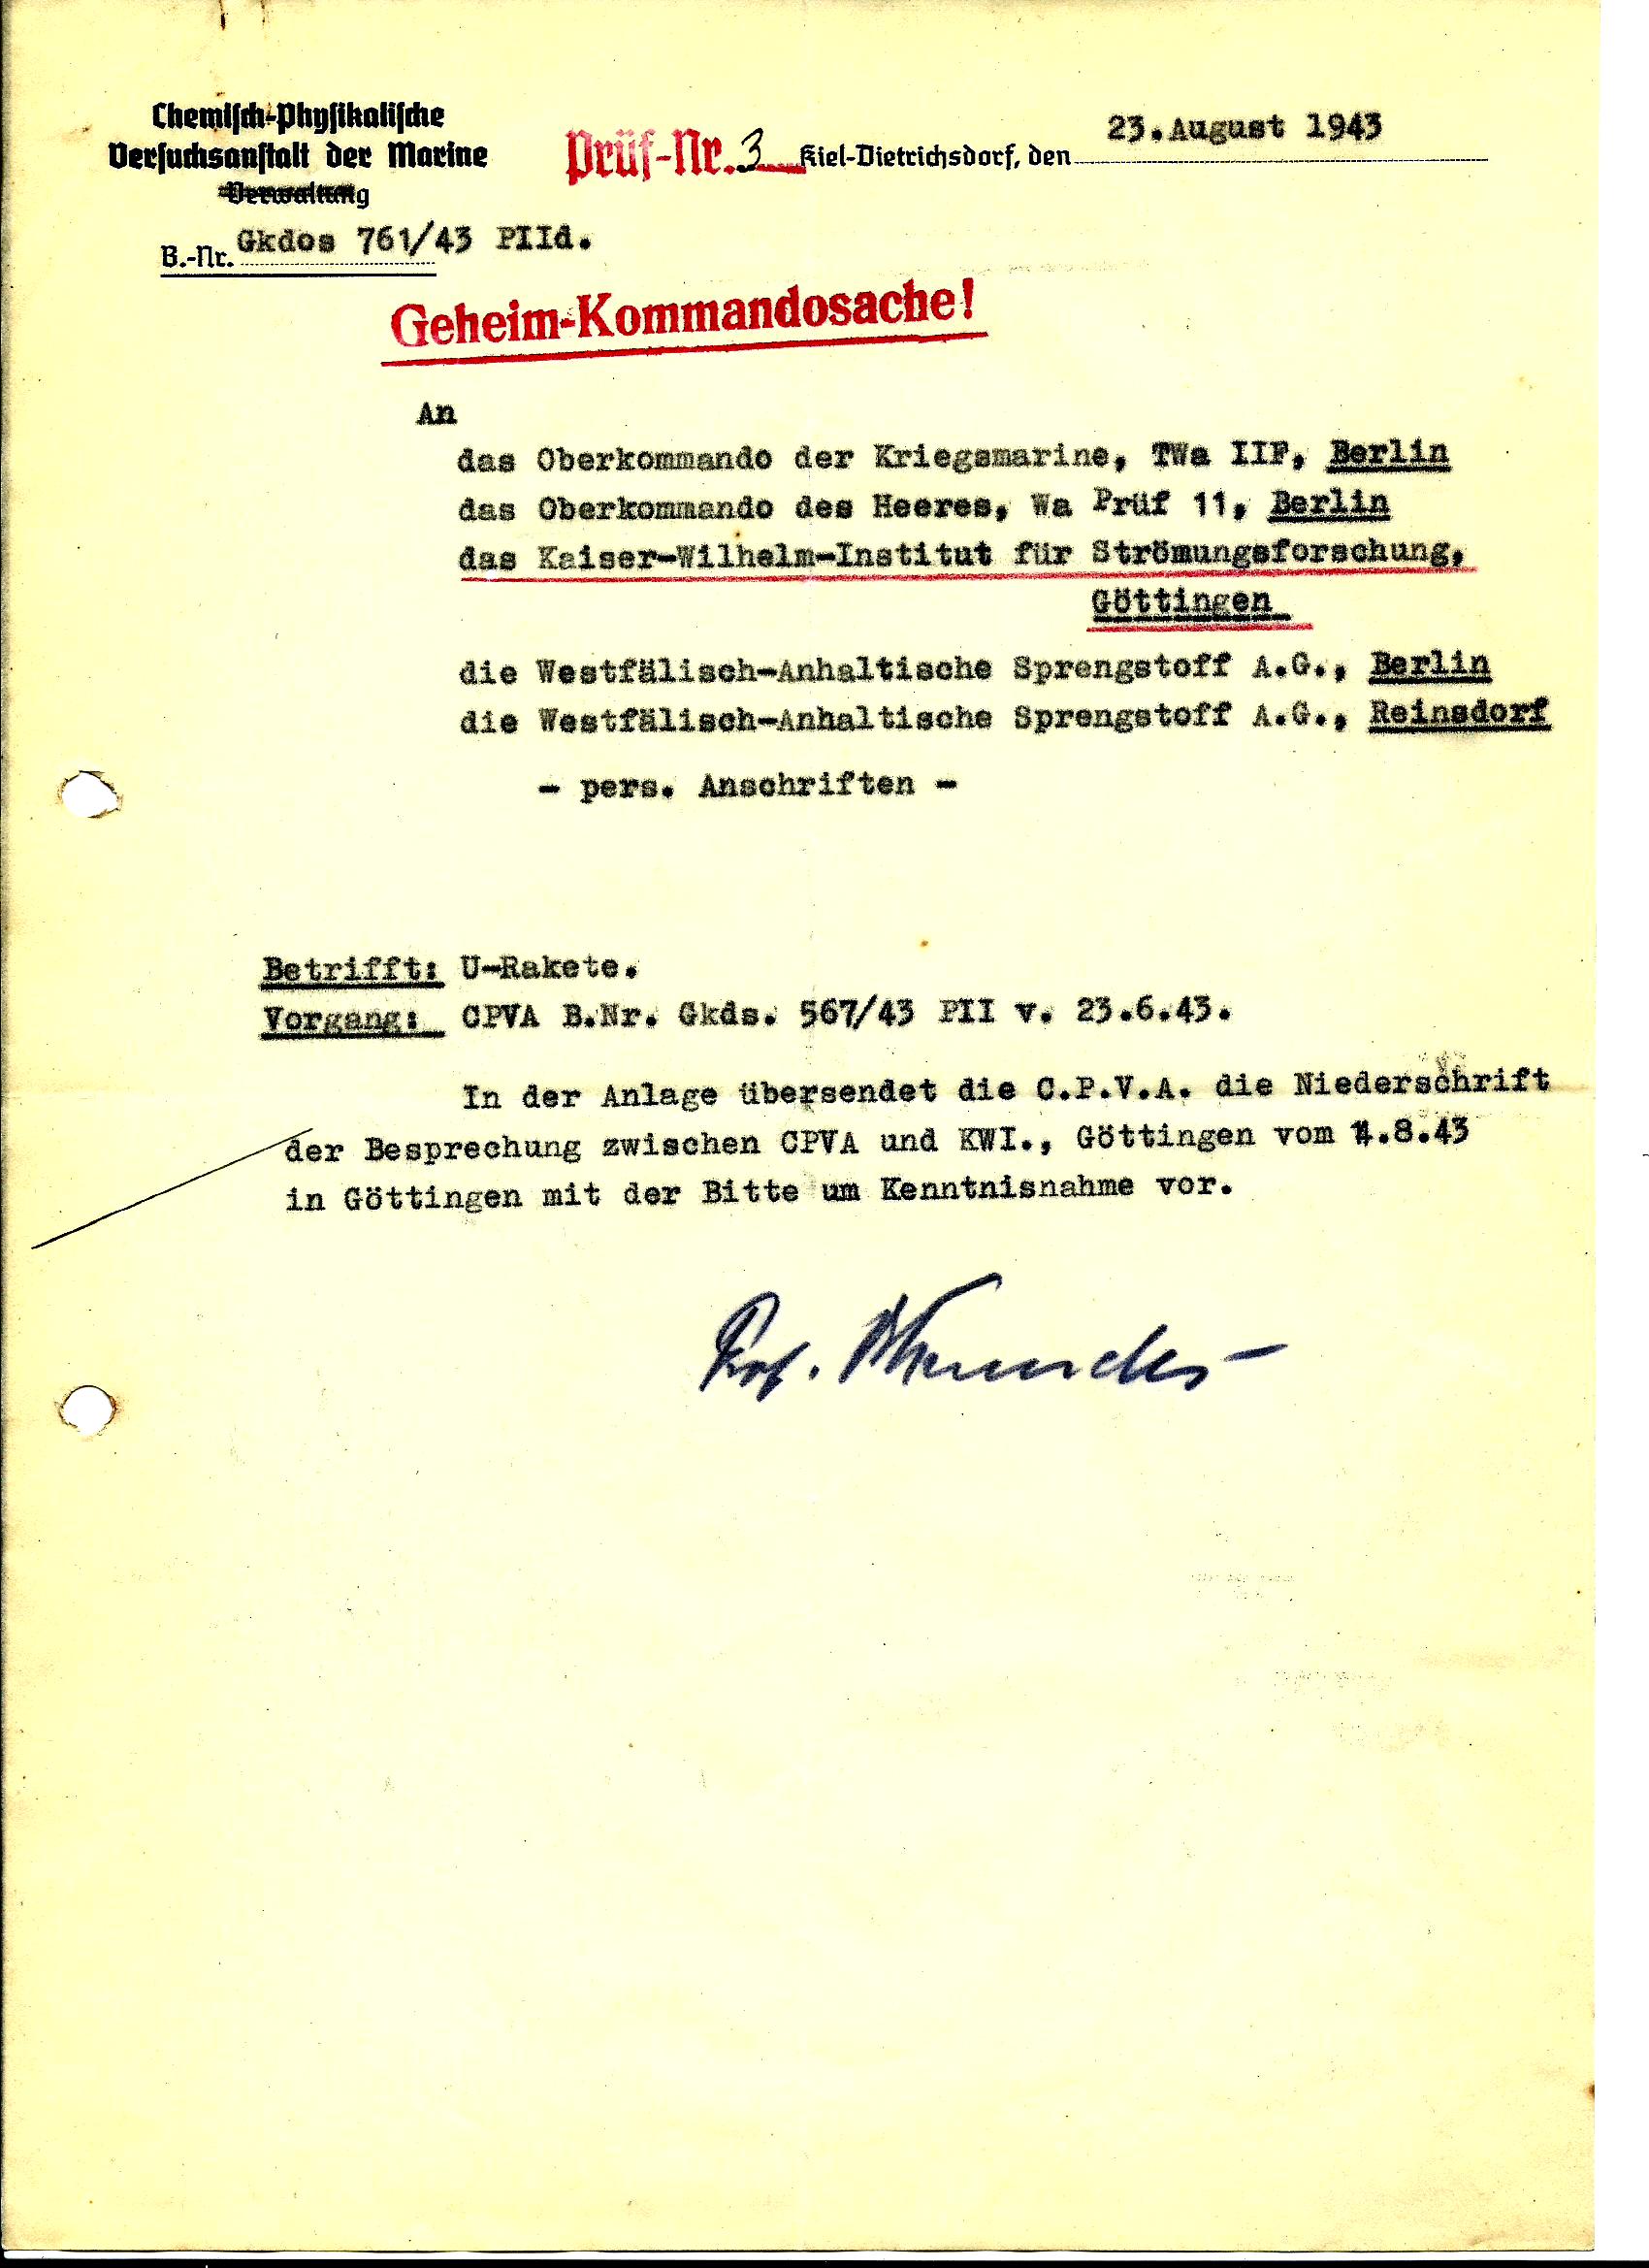 Chemisch-Physikalische
Versuchsanstalt der Marine
Verwaltung
Prüf-Nr. 3 Kiel-Dietrichsdorf, den 23.August 1943
B.-Nr. Gkdos 761/43 PIId.
Geheim-Kommandosache!
An
das Oberkommando der Kriegsmarine, TWa IIF, Berlin
das Oberkommando des Heeres, Wa Prüf 11, Berlin
das Kaiser-Wilhelm-Institut für Strömungsforschung,
Göttingen
die Westfälisch-Anhaltische Sprengstoff A.G., Berlin
die Westfälisch-Anhaltische Sprengstoff A.G., Reinsdorf
- pers. Anschriften -
Betrifft: U-Rakete.
Vorgang: CPVA B.Nr. Gkds. 567/43 PII v. 23.6.43.
In der Anlage übersendet die C.P.V.A. die Niederschrift
der Besprechung zwischen CPVA und KWI., Göttingen vom .8.43
in Göttingen mit der Bitte um Kenntnisnahme vor.
Prof.